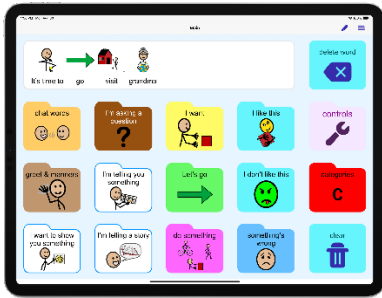 It's time to go visit grandma
delete word
chat words
I'm asking a
question
?
I want
I like this
controls
greet & manners
I'm telling you
something
Let's go
I don't like this
categories
C
I want to show
you something
I'm telling a story
do something
something's
wrong
clear